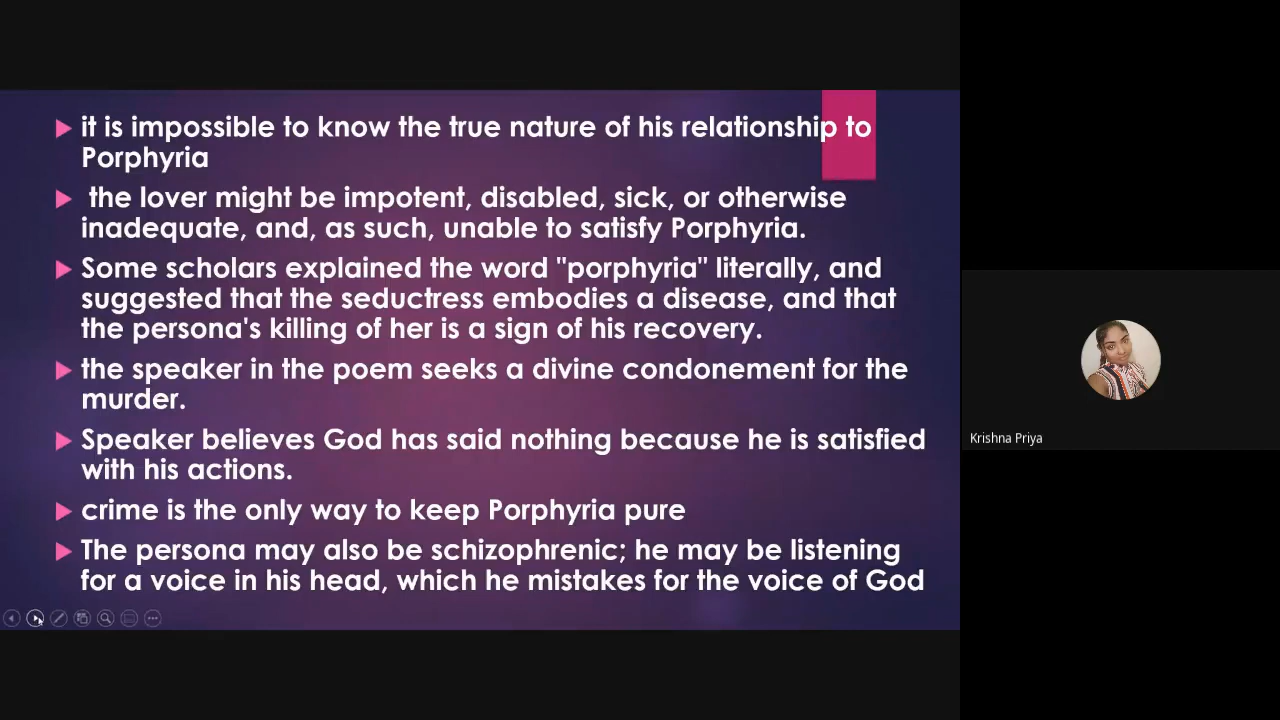 it is impossible to know the true nature of his relationship to
Porphyria
the lover might be impotent, disabled, sick, or otherwise
inadequate, and, as such, unable to satisfy Porphyria.
Some scholars explained the word "porphyria" literally, and
suggested that the seductress embodies a disease, and that
the persona's killing of her is a sign of his recovery.
the speaker in the poem seeks a divine condonement for the
murder.
Speaker believes God has said nothing because he is satisfied
with his actions.
crime is the only way to keep Porphyria pure
The persona may also be schizophrenic; he may be listening
for a voice in his head, which he mistakes for the voice of God
Krishna Priya